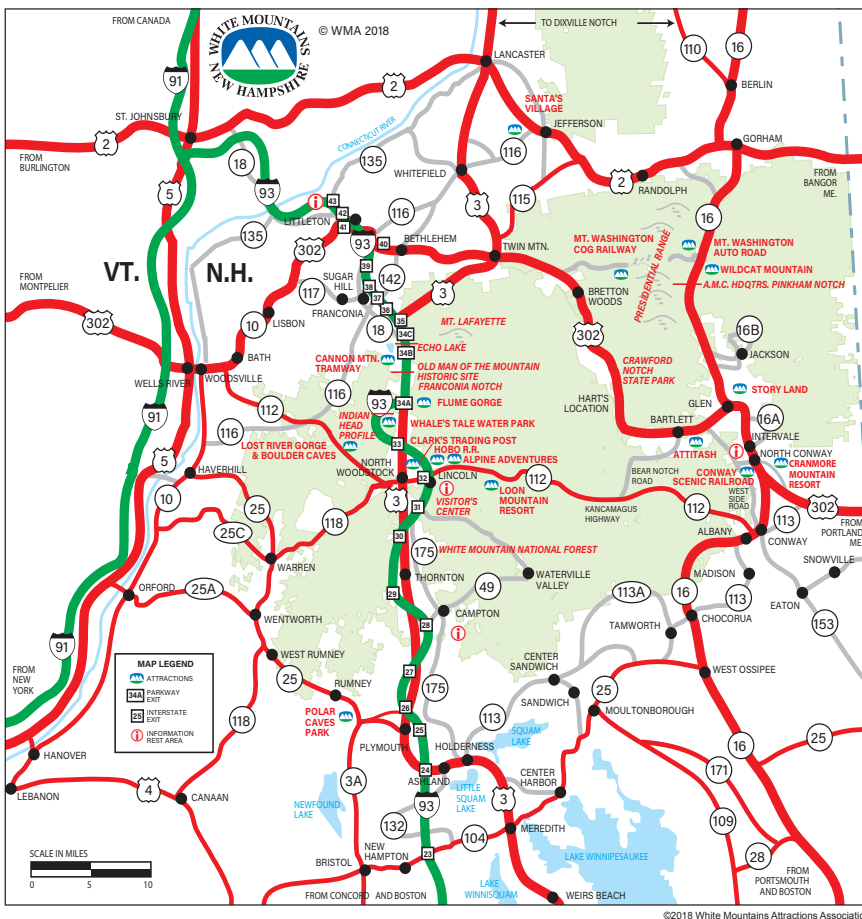 FROM CANADA
WHITE MOUNTAINS
NEW HAMPSHIRE
© WMA 2018
TO DIXVILLE NOTCH
110
16
91
93
2
LANCASTER
BERLIN
SANTA'S
VILLAGE
ST. JOHNSBURY
JEFFERSON
CONNECTICUT RIVER
2
FROM
BURLINGTON
18
135
116
GORHAM
WHITEFIELD
5
93
2
RANDOLPH
FROM
BANGOR
ME.
43
42
41
LITTLETON
116
3
115
16
135
302
93
40
BETHLEHEM
TWIN MTN.
MT. WASHINGTON
COG RAILWAY
PRESIDENTIAL RANGE
MT. WASHINGTON
AUTO ROAD
WILDCAT MOUNTAIN
A.M.C. HDQTRS. PINKHAM NOTCH
VT.
N.H.
FROM
MONTPELIER
39
142
SUGAR
HILL
38
37
117
36
FRANCONIA
3
BRETTON
WOODS
302
10
LISBON
18
35
34C
34B
MT. LAFAYETTE
ECHO LAKE
302
16B
JACKSON
BATH
CANNON MTN.
TRAMWAY
OLD MAN OF THE MOUNTAIN
HISTORIC SITE
FRANCONIA NOTCH
CRAWFORD
NOTCH
STATE PARK
WELLS RIVER
WOODSVILLE
116
93
34A
FLUME GORGE
HART'S
LOCATION
STORY LAND
GLEN
91
112
INDIAN
HEAD
PROFILE
WHALE'S TALE WATER PARK
BARTLETT
16A
INTERVALE
116
LOST RIVER GORGE
& BOULDER CAVES
33
CLARK'S TRADING POST
HOBO R.R.
ALPINE ADVENTURES
ATTITASH
NORTH CONWAY
CRANMORE
MOUNTAIN
RESORT
5
HAVERHILL
NORTH
WOODSTOCK
32
LINCOLN
VISITOR'S
CENTER
LOON
MOUNTAIN
RESORT
112
BEAR NOTCH
ROAD
CONWAY
SCENIC RAILROAD
WEST
SIDE
ROAD
10
3
31
KANCAMAGUS
HIGHWAY
112
302
25
118
113
FROM
PORTLAND
ME.
25C
30
175
WHITE MOUNTAIN NATIONAL FOREST
ALBANY
CONWAY
WARREN
THORNTON
WATERVILLE
VALLEY
MADISON
SNOWVILLE
25A
ORFORD
29
49
113A
16
113
EATON
WENTWORTH
28
CAMPTON
TAMWORTH
CHOCORUA
153
91
WEST RUMNEY
CENTER
SANDWICH
WEST OSSIPEE
FROM
NEW
YORK
MAP LEGEND
ATTRACTIONS
34A
PARKWAY
EXIT
25
INTERSTATE
EXIT
INFORMATION
REST AREA
25
27
RUMNEY
175
SANDWICH
25
118
POLAR
CAVES
PARK
26
25
113
MOULTONBOROUGH
PLYMOUTH
SQUAM
LAKE
16
25
HANOVER
24
HOLDERNESS
ASHLAND
CENTER
HARBOR
171
LEBANON
4
CANAAN
3A
93
LITTLE
SQUAM
LAKE
3
NEWFOUND
LAKE
132
104
MEREDITH
109
SCALE IN MILES
0
5
10
NEW
HAMPTON
23
LAKE WINNIPESAUKEE
28
BRISTOL
FROM
PORTSMOUTH
AND BOSTON
FROM CONCORD AND BOSTON
LAKE
WINNISQUAM
WEIRS BEACH
©2018 White Mountains Attractions Associatio